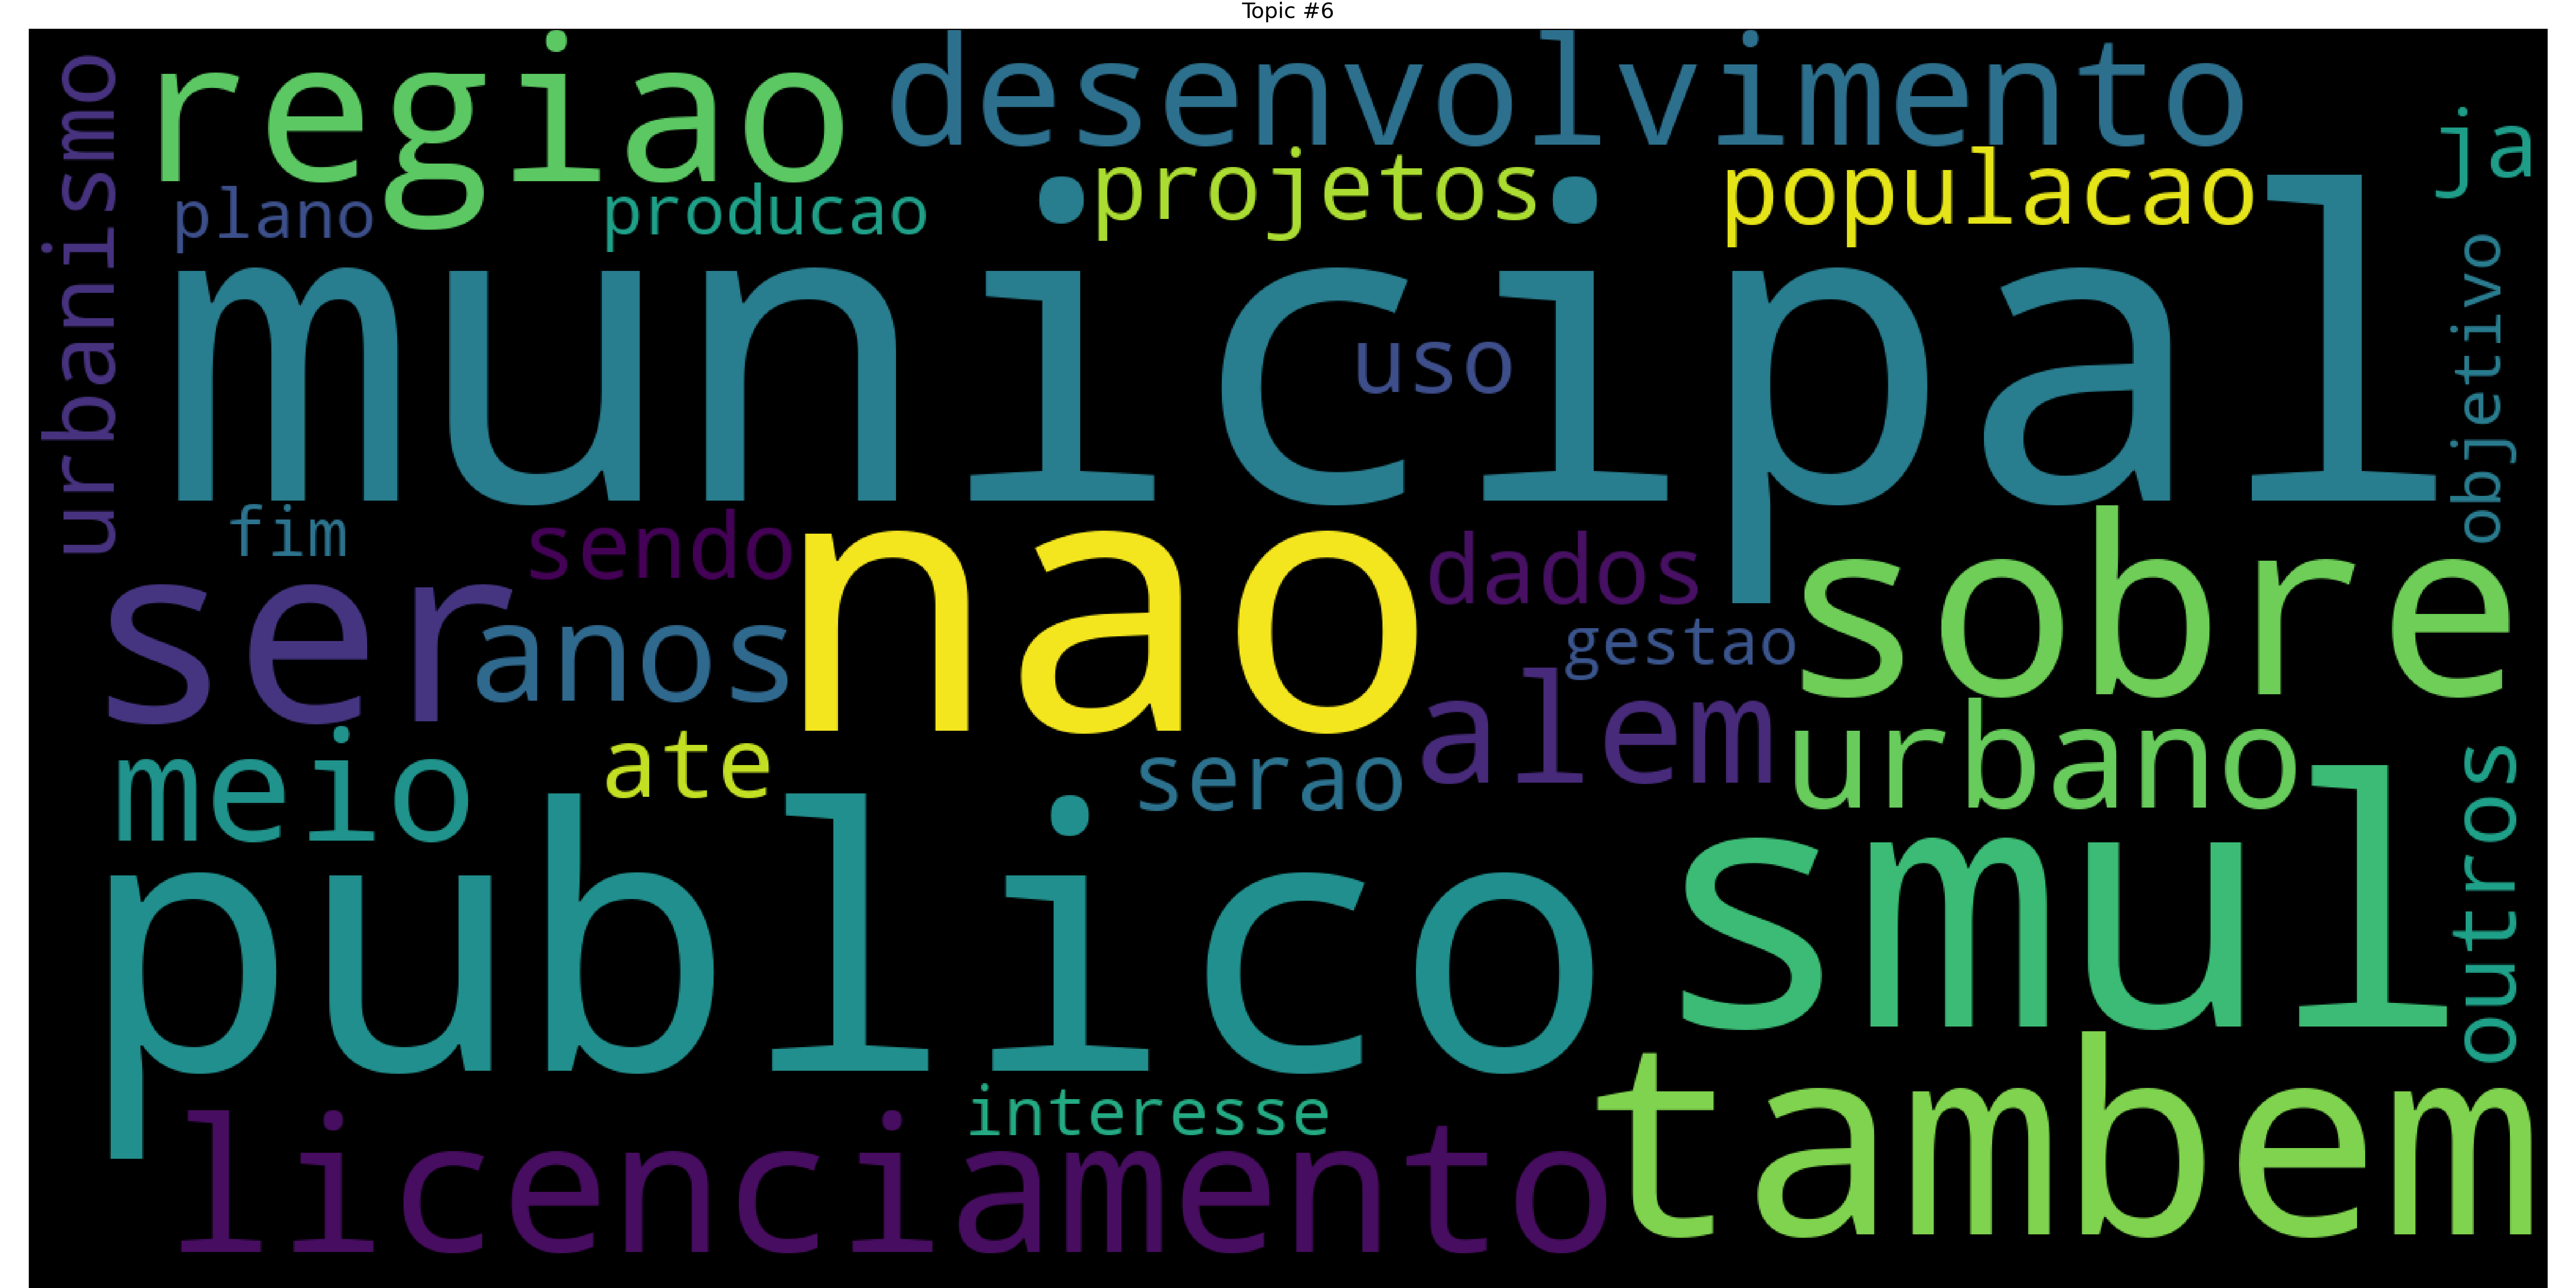 Topic #6
urbanismo
regiao
desenvolvimento
ja
plano
producao
projetos
populacao
municipal
uso
objetivo
fim
sendo
nao
dados
sobre
ser
anos
gestao
alem
urbano
meio
ate
serao
outros
publico
smul
interesse
licenciamento
tambem